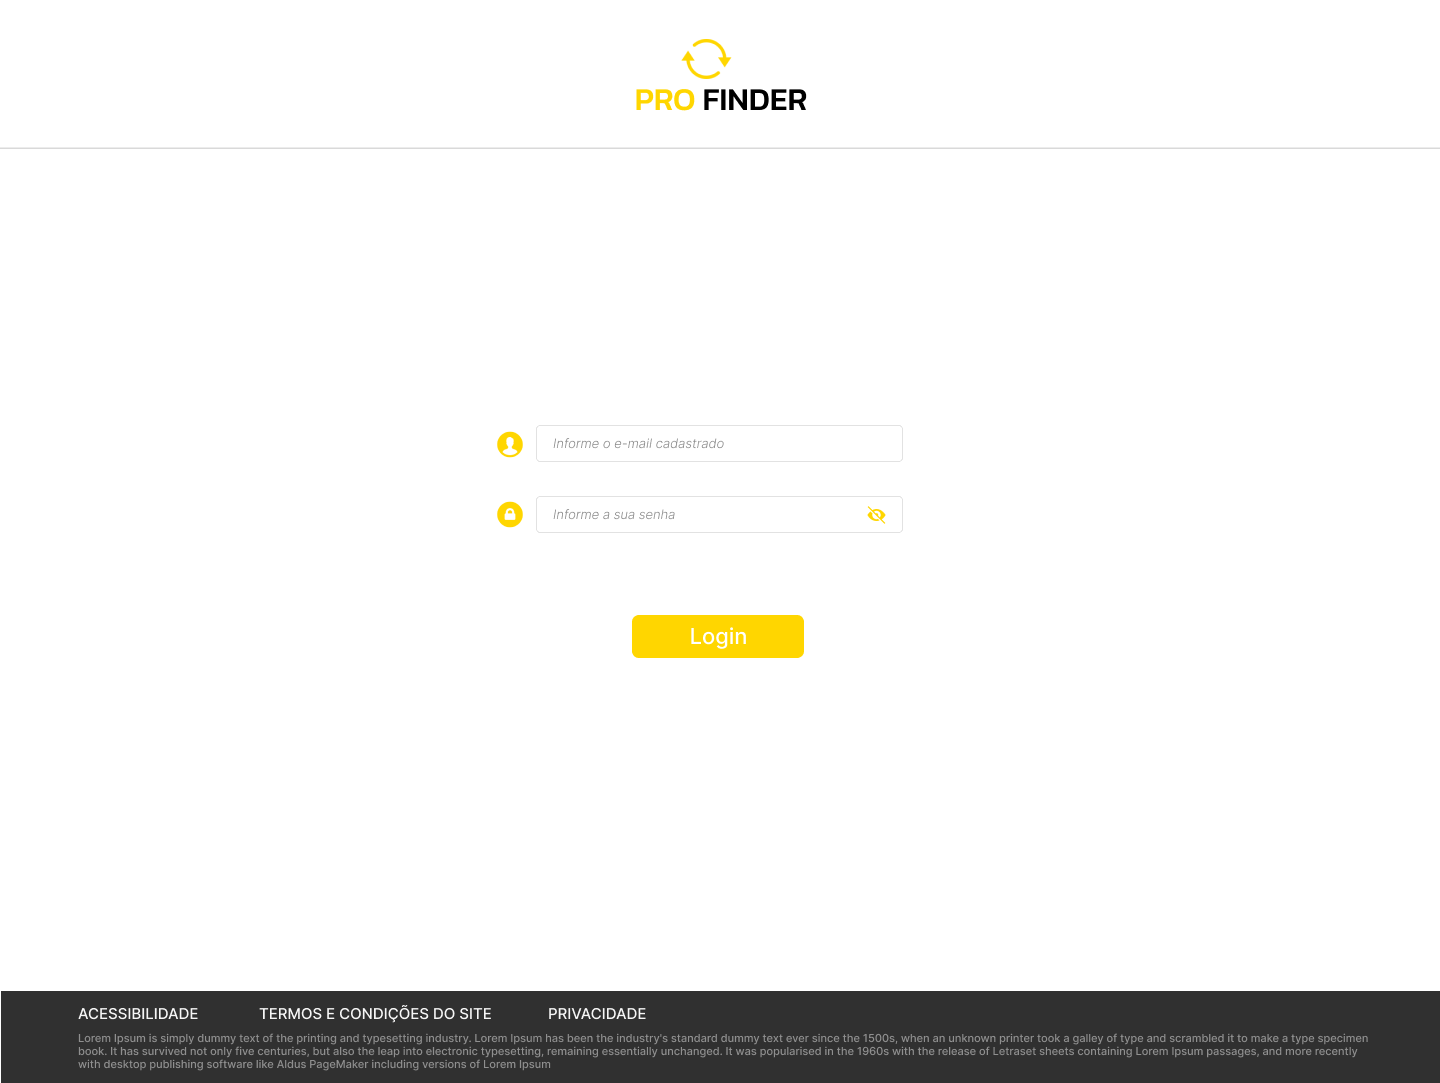 PRO FINDER
Informe o e-mail cadastrado
Informe a sua senha
Login
ACESSIBILIDADE TERMOS E CONDIÇÕES DO SITE PRIVACIDADE
Lorem Ipsum is simply dummy text of the printing and typesetting industry. Lorem Ipsum has been the industry's standard dummy text ever since the 1500s, when an unknown printer took a galley of type and scrambled it to make a type specimen
book. It has survived not only five centuries, but also the leap into electronic typesetting, remaining essentially unchanged. It was popularised in the 1960s with the release of Letraset sheets containing Lorem Ipsum passages, and more recently
with desktop publishing software like Aldus PageMaker including versions of Lorem Ipsum